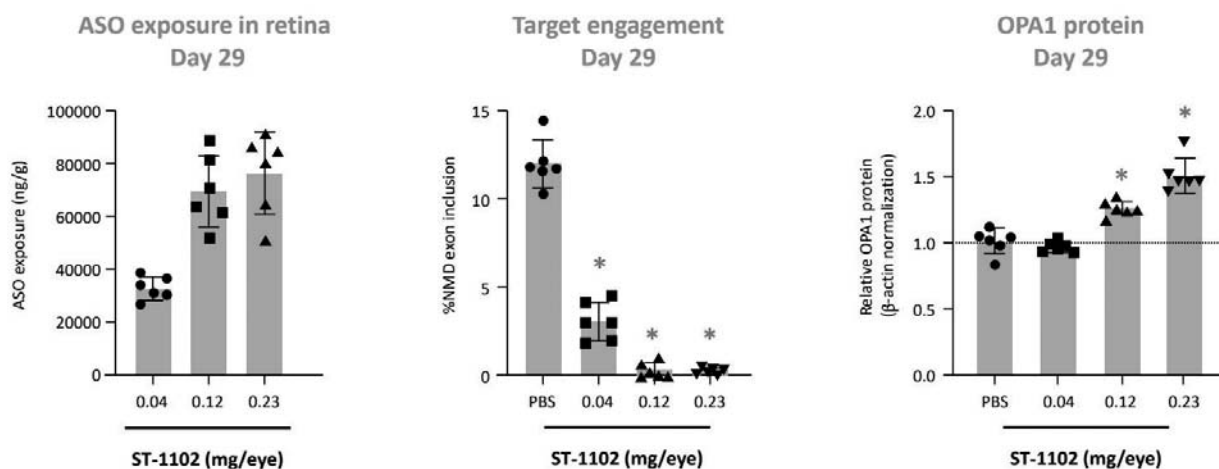 ASO exposure in retina
Day 29
ASO exposure (ng/g)
100000
80000
60000
40000
20000
0
0.04 0.12 0.23
ST-1102 (mg/eye)
Target engagement
Day 29
%NMD exon inclusion
15
10
5
0
* * *
PBS 0.04 0.12 0.23
ST-1102 (mg/eye)
OPA1 protein
Day 29
Relative OPA1 protein
(β-actin normalization)
2.0
1.5
1.0
0.5
0.0
* *
PBS 0.04 0.12 0.23
ST-1102 (mg/eye)